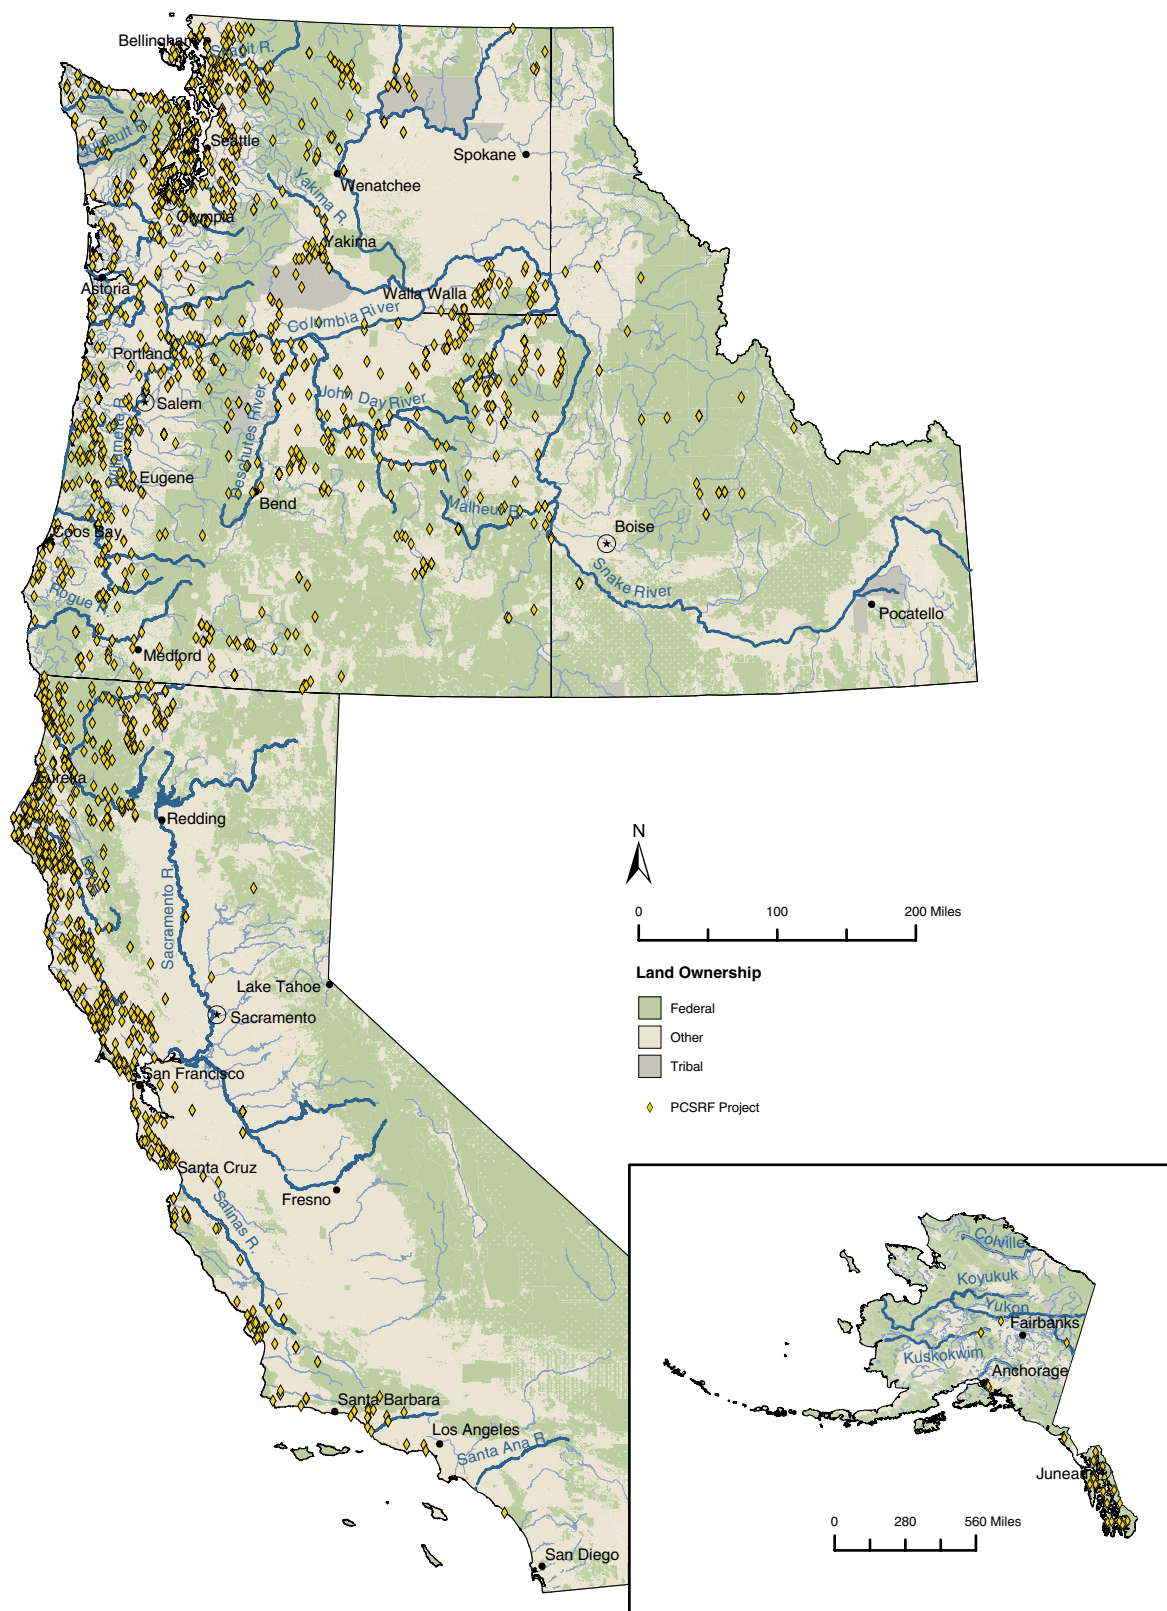 Bellingham
Skagit R.
Quinault R.
Seattle
Spokane
Wenatchee
Yakima R.
Olympia
Yakima
Astoria
Walla Walla
Columbia River
Portland
John Day River
Salem
Willamette R.
Deschutes River
Eugene
Bend
Malheur R.
Boise
Coos Bay
Snake River
Rogue R.
Pocatello
Medford
Eureka
Redding
Eel R.
Sacramento R.
N
0 100 200 Miles
Land Ownership
Federal
Other
Tribal
PCSRF Project
Lake Tahoe
Sacramento
San Francisco
Santa Cruz
Fresno
Salinas R.
Santa Barbara
Los Angeles
Santa Ana R.
San Diego
Colville
Koyukuk
Yukon
Fairbanks
Kuskokwim
Anchorage
Juneau
0 280 560 Miles